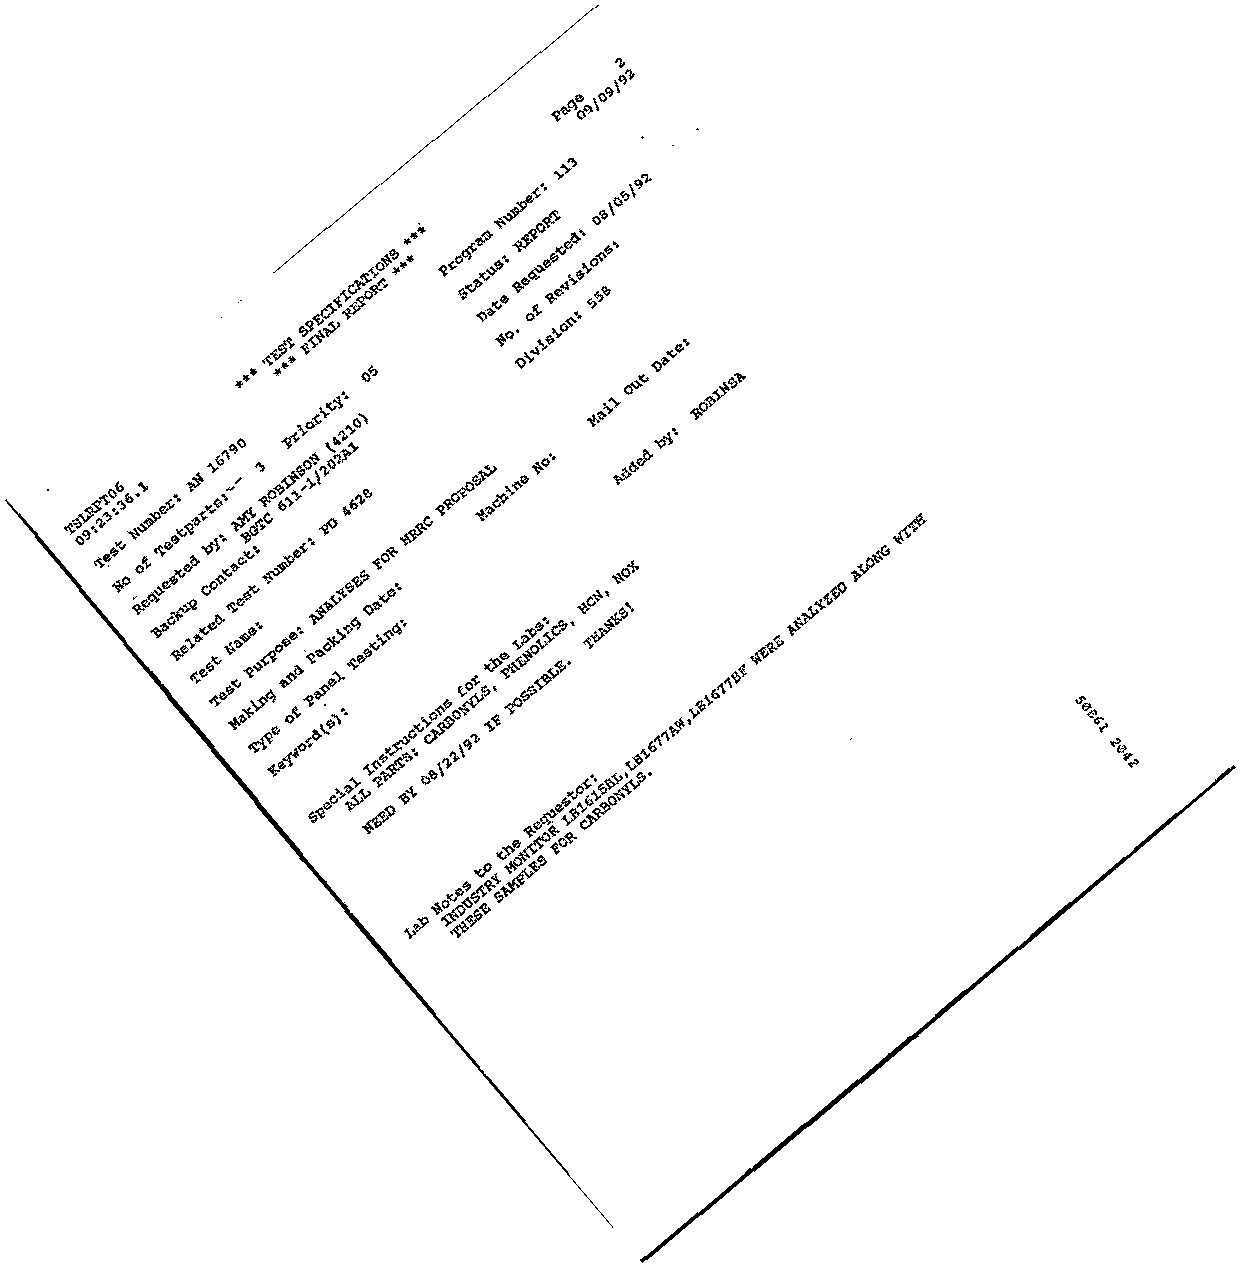 TSLRPT06 *** TEST SPECIFICATIONS *** Page 2
09:23:36.1 *** FINAL REPORT *** 09/09/92
Test Number: AN 16790 Program Number: 113
No of Testparts:-- 3 Priority: 05 Status: REPORT
Requested by: AMY ROBINSON (4210) Date Requested: 08/05/92
BGTC 611-1/202A1
Backup Contact: No. of Revisions:
Related Test Number: PD 4628 Division: 558
Test Name:
Test Purpose: ANALYSES FOR HRRC PROPOSAL
Making and Packing Date: Machine No: Mail Out Date:
Type of Panel Testing:
Keyword(s): Added by: ROBINSA
Special Instructions for the Labs:
ALL PARTS: CARBONYLS, PHENOLICS, HCN, NOX
NEED BY 08/22/92 IF POSSIBLE. THANKS!
Lab Notes to the Requestor:
INDUSTRY MONITOR LB1615BL,LB1677AW,LB1677BF WERE ANALYZED ALONG WITH
THESE SAMPLES FOR CARBONYLS.
50861 2042